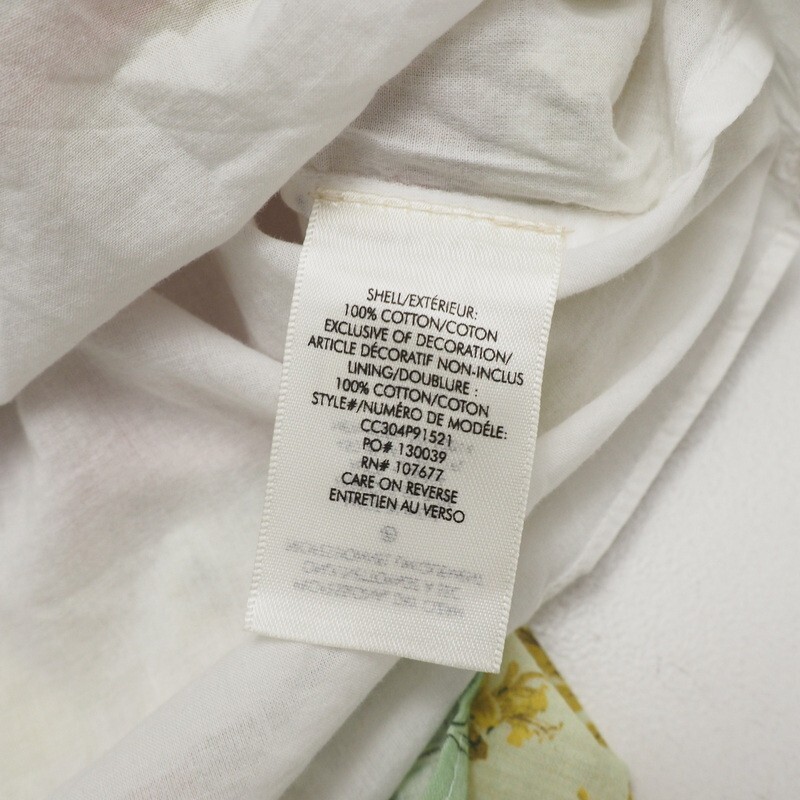 SHELL/EXTÉRIEUR:
100% COTTON/COTON
EXCLUSIVE OF DECORATION/
ARTICLE DÉCORATIF NON-INCLUS
LINING/DOUBLURE :
100% COTTON/COTON
STYLE#/NUMÉRO DE MODÉLE:
CC304P91521
PO# 130039
RN# 107677
CARE ON REVERSE
ENTRETIEN AU VERSO